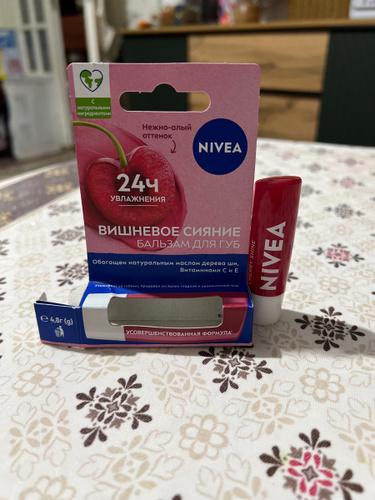 С
натуральными
ингредиентами
Нежно-алый
оттенок
NIVEA
24ч
УВЛАЖНЕНИЯ
ВИШНЕВОЕ СИЯНИЕ
БАЛЬЗАМ ДЛЯ ГУБ
Обогащен натуральным маслом дерева ши,
Витаминами С и Е
℮ 4,8г (g)
УСОВЕРШЕНСТВОВАННАЯ ФОРМУЛА
NIVEA